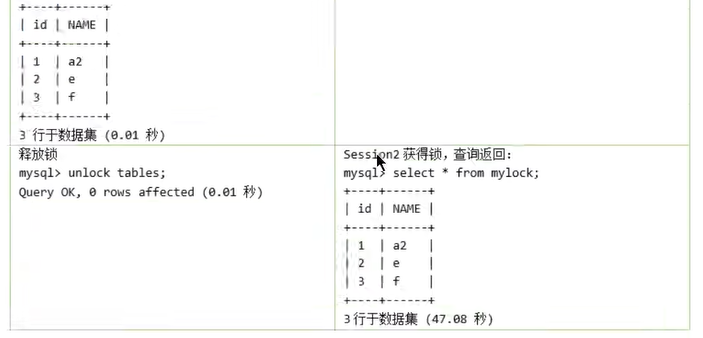 +----+------+
| id | NAME |
+----+------+
| 1 | a2 |
| 2 | e |
| 3 | f |
+----+------+
3 行于数据集 (0.01 秒)
释放锁
mysql> unlock tables;
Query OK, 0 rows affected (0.01 秒)
Session2 获得锁，查询返回：
mysql> select * from mylock;
+----+------+
| id | NAME |
+----+------+
| 1 | a2 |
| 2 | e |
| 3 | f |
+----+------+
3 行于数据集 (47.08 秒)